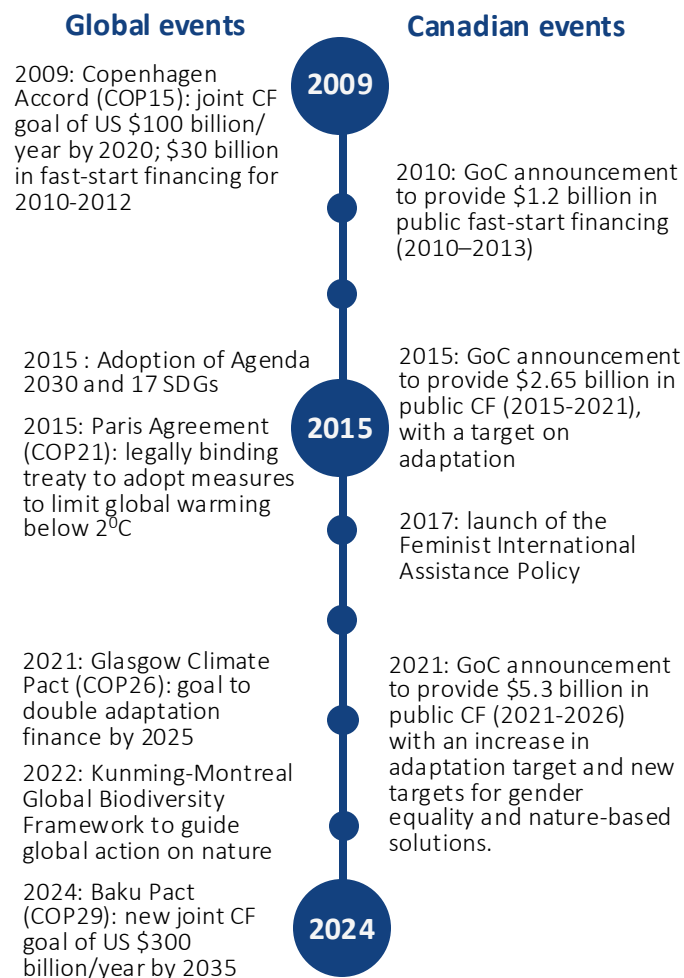 Global events
Canadian events
2009
2009: Copenhagen
Accord (COP15): joint CF
goal of US $100 billion/
year by 2020; $30 billion
in fast-start financing for
2010-2012
2010: GoC announcement
to provide $1.2 billion in
public fast-start financing
(2010–2013)
2015 : Adoption of Agenda
2030 and 17 SDGs
2015: Paris Agreement
(COP21): legally binding
treaty to adopt measures
to limit global warming
below 2⁰C
2015
2015: GoC announcement
to provide $2.65 billion in
public CF (2015-2021),
with a target on
adaptation
2017: launch of the
Feminist International
Assistance Policy
2021: Glasgow Climate
Pact (COP26): goal to
double adaptation
finance by 2025
2021: GoC announcement
to provide $5.3 billion in
public CF (2021-2026)
with an increase in
adaptation target and new
targets for gender
equality and nature-based
solutions.
2022: Kunming-Montreal
Global Biodiversity
Framework to guide
global action on nature
2024: Baku Pact
(COP29): new joint CF
goal of US $300
billion/year by 2035
2024